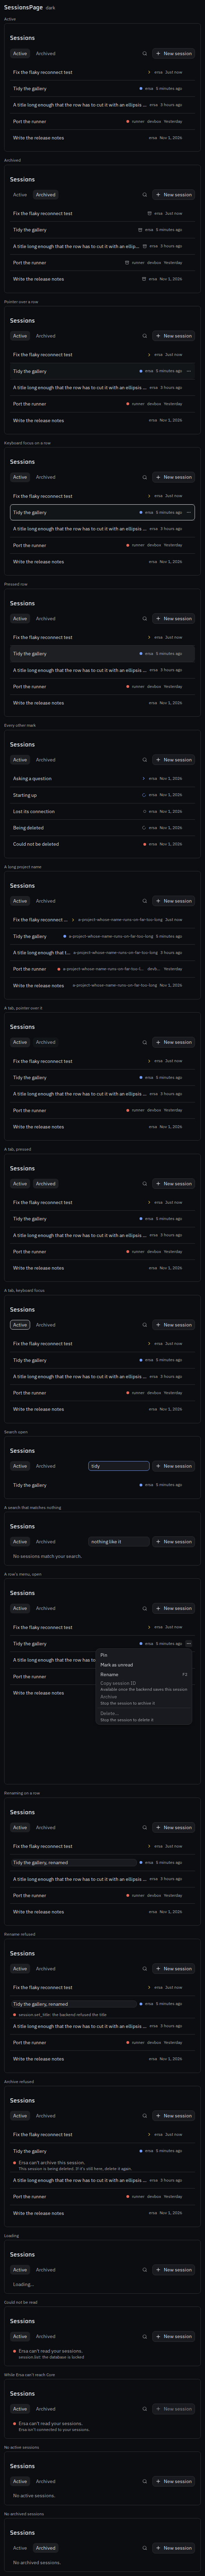 SessionsPage dark
Active
Sessions
Active Archived New session
Fix the flaky reconnect test ersa Just now
Tidy the gallery ersa 5 minutes ago
A title long enough that the row has to cut it with an ellipsis ... ersa 3 hours ago
Port the runner runner devbox Yesterday
Write the release notes ersa Nov 1, 2026
Archived
Sessions
Active Archived New session
Fix the flaky reconnect test ersa Just now
Tidy the gallery ersa 5 minutes ago
A title long enough that the row has to cut it with an ellip... ersa 3 hours ago
Port the runner runner devbox Yesterday
Write the release notes ersa Nov 1, 2026
Pointer over a row
Sessions
Active Archived New session
Fix the flaky reconnect test ersa Just now
Tidy the gallery ersa 5 minutes ago
A title long enough that the row has to cut it with an ellipsis ... ersa 3 hours ago
Port the runner runner devbox Yesterday
Write the release notes ersa Nov 1, 2026
Keyboard focus on a row
Sessions
Active Archived New session
Fix the flaky reconnect test ersa Just now
Tidy the gallery ersa 5 minutes ago
A title long enough that the row has to cut it with an ellipsis ... ersa 3 hours ago
Port the runner runner devbox Yesterday
Write the release notes ersa Nov 1, 2026
Pressed row
Sessions
Active Archived New session
Fix the flaky reconnect test ersa Just now
Tidy the gallery ersa 5 minutes ago
A title long enough that the row has to cut it with an ellipsis ... ersa 3 hours ago
Port the runner runner devbox Yesterday
Write the release notes ersa Nov 1, 2026
Every other mark
Sessions
Active Archived New session
Asking a question ersa Nov 1, 2026
Starting up ersa Nov 1, 2026
Lost its connection ersa Nov 1, 2026
Being deleted ersa Nov 1, 2026
Could not be deleted ersa Nov 1, 2026
A long project name
Sessions
Active Archived New session
Fix the flaky reconnect ... a-project-whose-name-runs-on-far-too-long Just now
Tidy the gallery a-project-whose-name-runs-on-far-too-long 5 minutes ago
A title long enough that t... a-project-whose-name-runs-on-far-too-long 3 hours ago
Port the runner a-project-whose-name-runs-on-far-too-l... devb... Yesterday
Write the release notes a-project-whose-name-runs-on-far-too-long Nov 1, 2026
A tab, pointer over it
Sessions
Active Archived New session
Fix the flaky reconnect test ersa Just now
Tidy the gallery ersa 5 minutes ago
A title long enough that the row has to cut it with an ellipsis ... ersa 3 hours ago
Port the runner runner devbox Yesterday
Write the release notes ersa Nov 1, 2026
A tab, pressed
Sessions
Active Archived New session
Fix the flaky reconnect test ersa Just now
Tidy the gallery ersa 5 minutes ago
A title long enough that the row has to cut it with an ellipsis ... ersa 3 hours ago
Port the runner runner devbox Yesterday
Write the release notes ersa Nov 1, 2026
A tab, keyboard focus
Sessions
Active Archived New session
Fix the flaky reconnect test ersa Just now
Tidy the gallery ersa 5 minutes ago
A title long enough that the row has to cut it with an ellipsis ... ersa 3 hours ago
Port the runner runner devbox Yesterday
Write the release notes ersa Nov 1, 2026
Search open
Sessions
Active Archived tidy New session
Tidy the gallery ersa 5 minutes ago
A search that matches nothing
Sessions
Active Archived nothing like it New session
No sessions match your search.
A row's menu, open
Sessions
Active Archived New session
Fix the flaky reconnect test ersa Just now
Tidy the gallery ersa 5 minutes ago
A title long enough that the row has to
Port the runner
Write the release notes
Pin
Mark as unread
Rename F2
Copy session ID
Available once the backend saves this session
Archive
Stop the session to archive it
Delete...
Stop the session to delete it
Renaming on a row
Sessions
Active Archived New session
Fix the flaky reconnect test ersa Just now
Tidy the gallery, renamed ersa 5 minutes ago
A title long enough that the row has to cut it with an ellipsis ... ersa 3 hours ago
Port the runner runner devbox Yesterday
Write the release notes ersa Nov 1, 2026
Rename refused
Sessions
Active Archived New session
Fix the flaky reconnect test ersa Just now
Tidy the gallery, renamed ersa 5 minutes ago
session.set_title: the backend refused the title
A title long enough that the row has to cut it with an ellipsis ... ersa 3 hours ago
Port the runner runner devbox Yesterday
Write the release notes ersa Nov 1, 2026
Archive refused
Sessions
Active Archived New session
Fix the flaky reconnect test ersa Just now
Tidy the gallery ersa 5 minutes ago
Ersa can't archive this session.
This session is being deleted. If it's still here, delete it again.
A title long enough that the row has to cut it with an ellipsis ... ersa 3 hours ago
Port the runner runner devbox Yesterday
Write the release notes ersa Nov 1, 2026
Loading
Sessions
Active Archived New session
Loading...
Could not be read
Sessions
Active Archived New session
Ersa can't read your sessions.
session.list: the database is locked
While Ersa can't reach Core
Sessions
Active Archived New session
Ersa can't read your sessions.
Ersa isn't connected to your sessions.
No active sessions
Sessions
Active Archived New session
No active sessions.
No archived sessions
Sessions
Active Archived New session
No archived sessions.